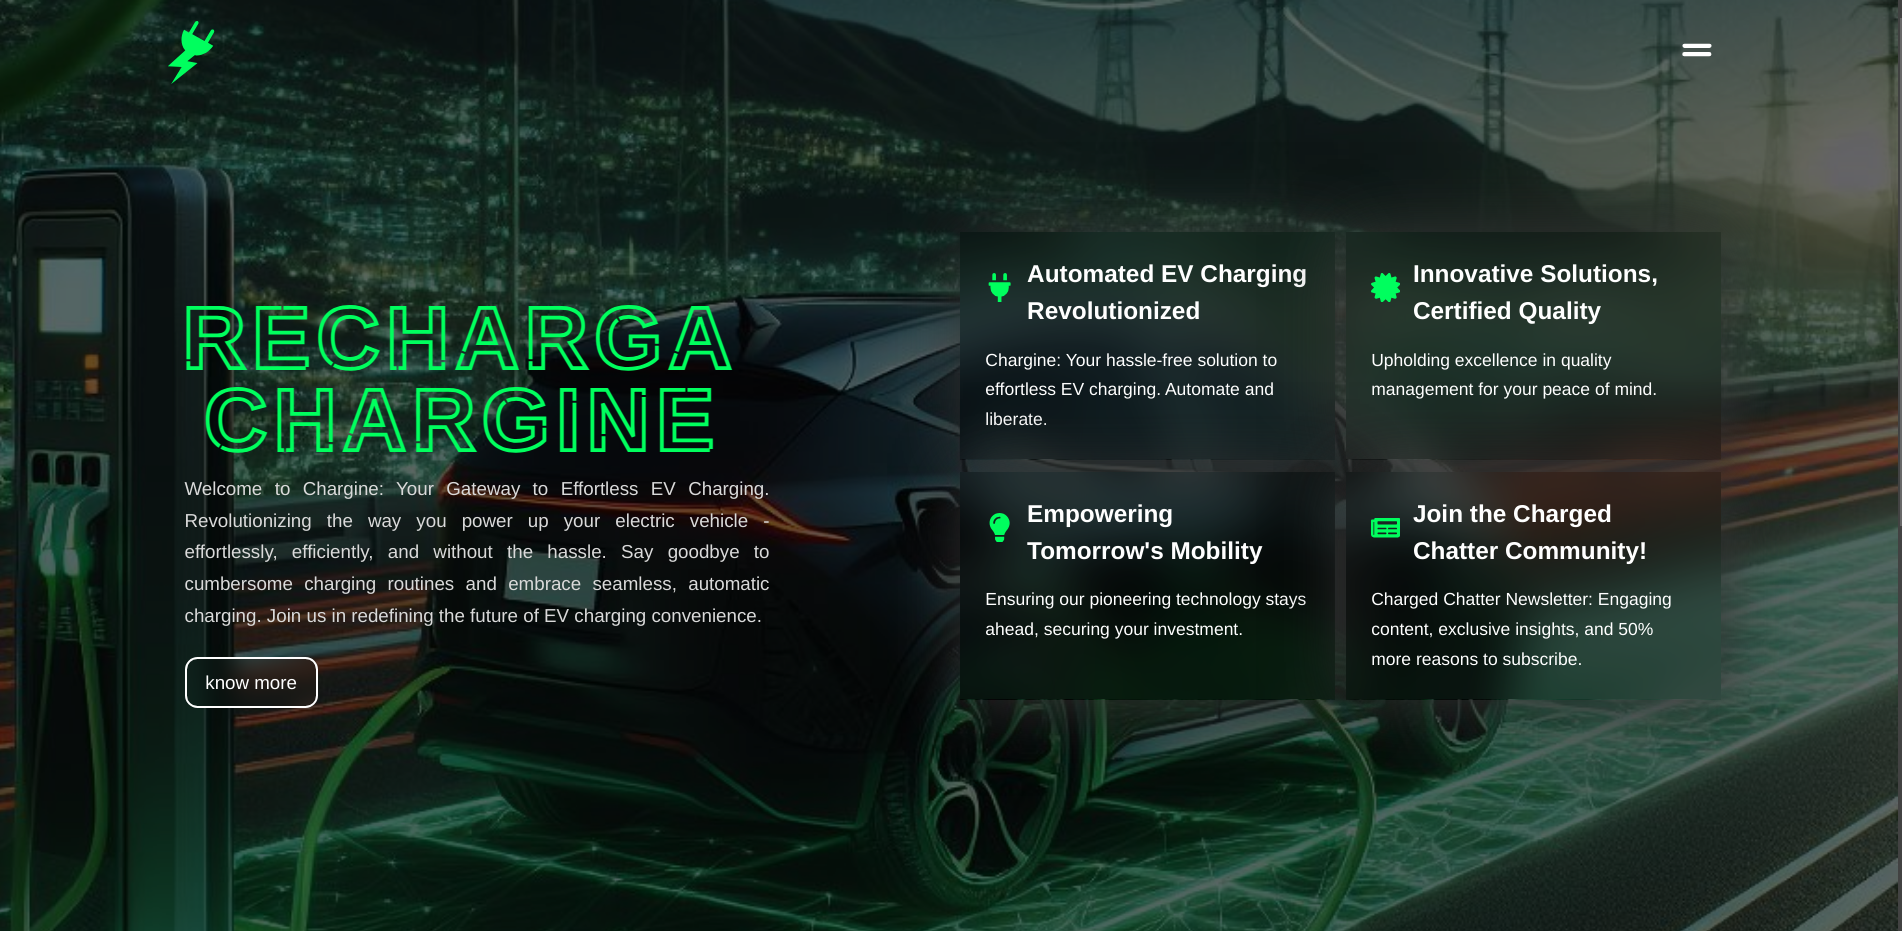 RECHARGA
CHARGINE
Welcome to Chargine: Your Gateway to Effortless EV Charging.
Revolutionizing the way you power up your electric vehicle -
effortlessly, efficiently, and without the hassle. Say goodbye to
cumbersome charging routines and embrace seamless, automatic
charging. Join us in redefining the future of EV charging convenience.
know more
Automated EV Charging
Revolutionized
Chargine: Your hassle-free solution to
effortless EV charging. Automate and
liberate.
Innovative Solutions,
Certified Quality
Upholding excellence in quality
management for your peace of mind.
Empowering
Tomorrow's Mobility
Ensuring our pioneering technology stays
ahead, securing your investment.
Join the Charged
Chatter Community!
Charged Chatter Newsletter: Engaging
content, exclusive insights, and 50%
more reasons to subscribe.